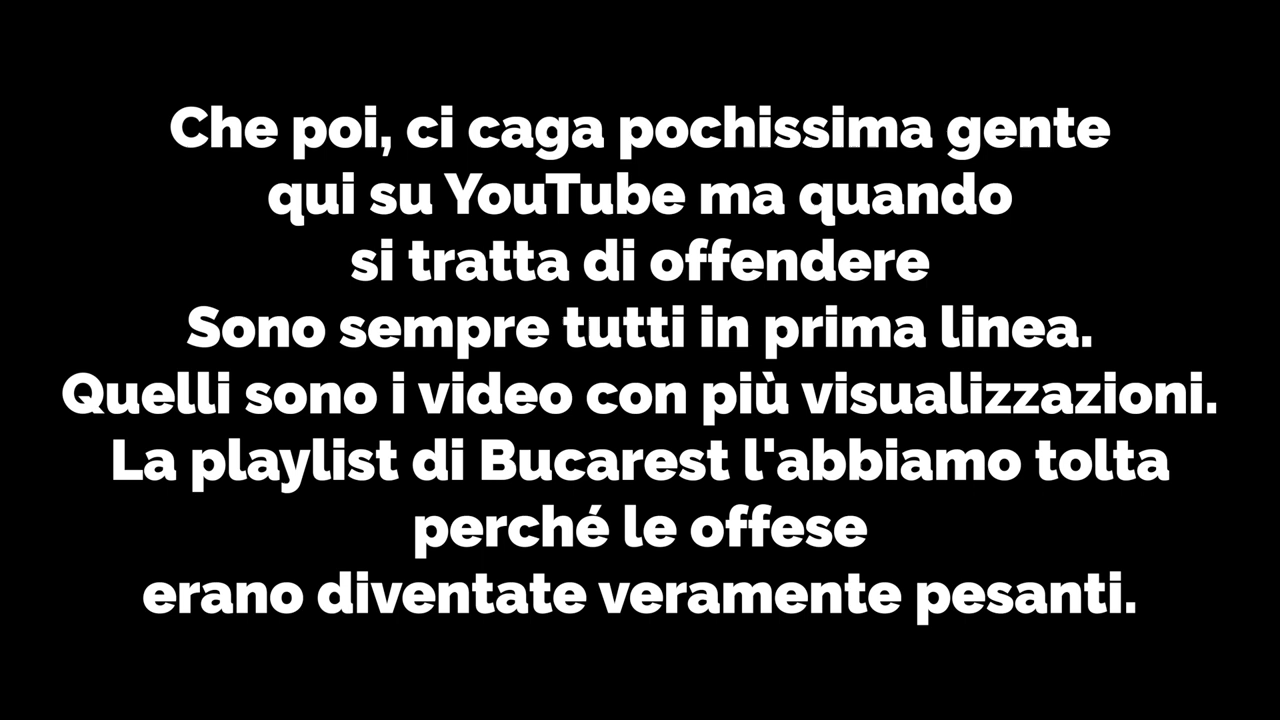 Che poi, ci caga pochissima gente
qui su YouTube ma quando
si tratta di offendere
Sono sempre tutti in prima linea.
Quelli sono i video con più visualizzazioni.
La playlist di Bucarest l'abbiamo tolta
perché le offese
erano diventate veramente pesanti.